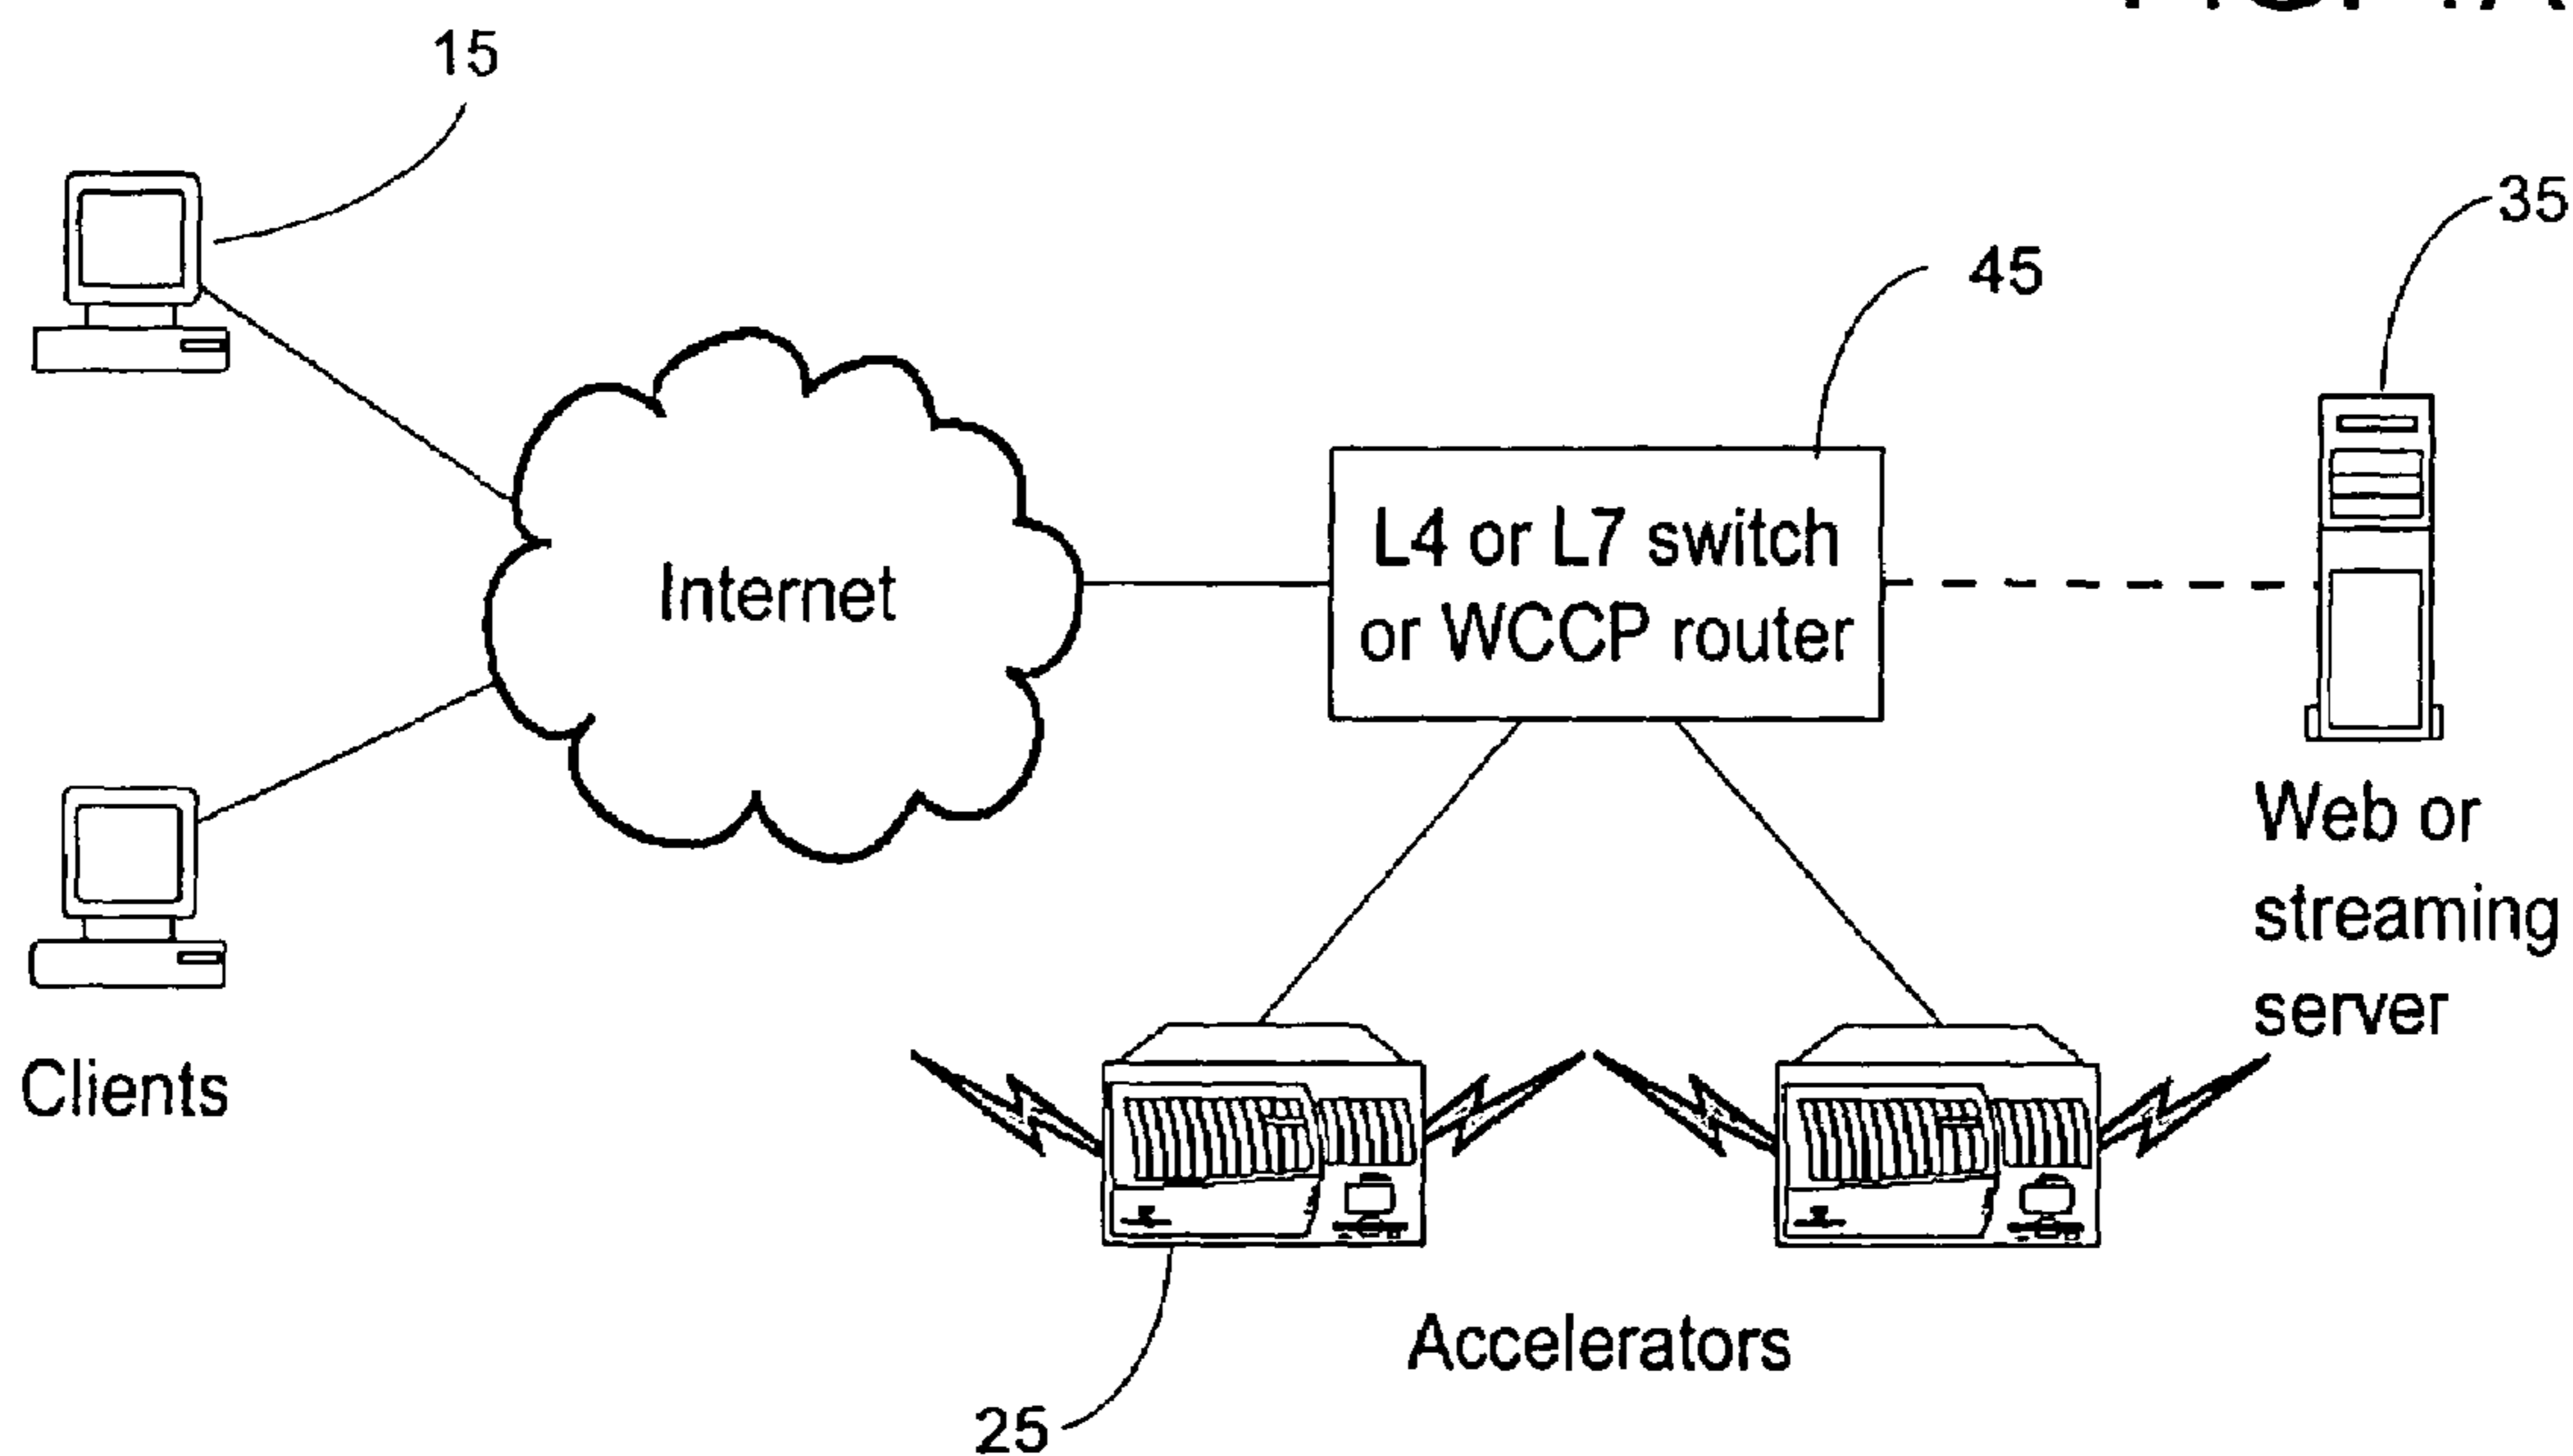 15
35
45
L4 or L7 switch
or WCCP router
Internet
Web or
streaming
server
Clients
Accelerators
25